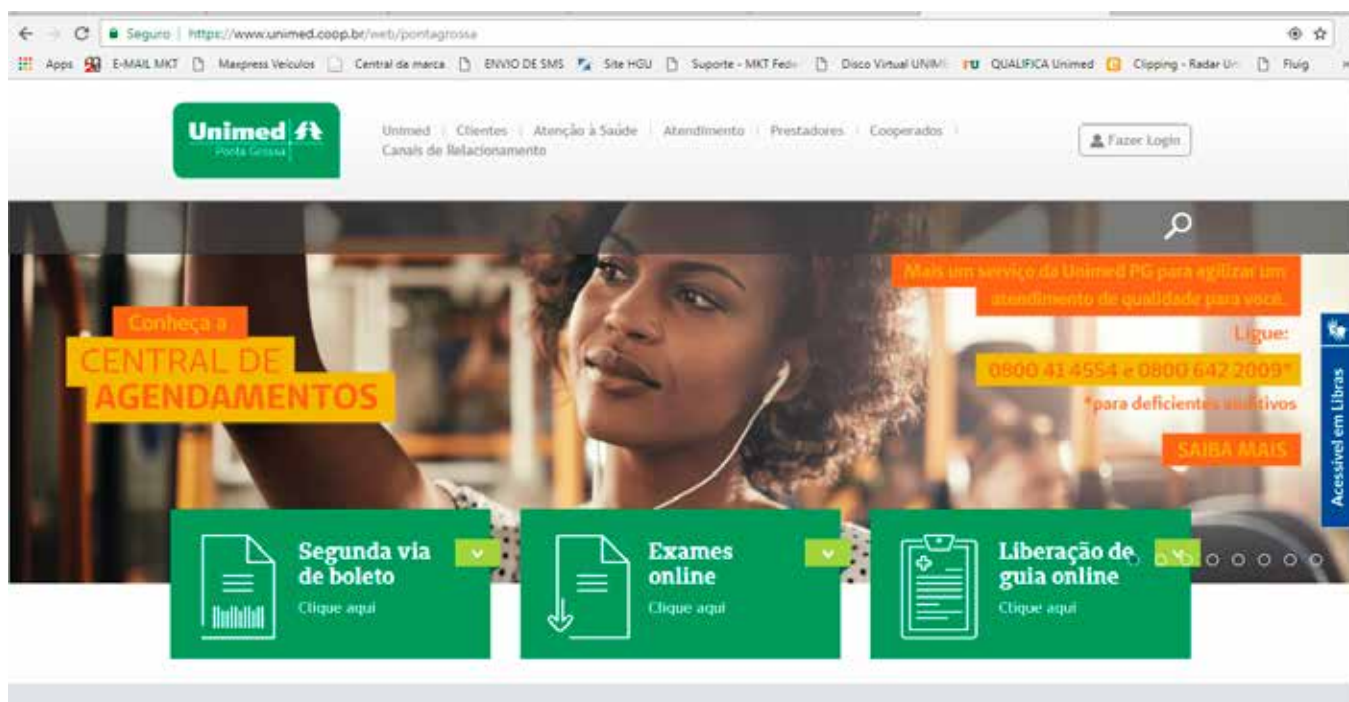 Seguro | https://www.unimed.coop.br/web/pontagrossa
Apps E-MAIL MKT Maxpress Veículos Central da marca ENVIO DE SMS Site HGU Suporte - MKT Fede Disco Virtual UNIM QUALIFICA Unimed Clipping - Radar Un Fluig
Unimed
Ponta Grossa
Unimed Clientes Atenção à Saúde Atendimento Prestadores Cooperados
Canais de Relacionamento
Fazer Login
Conheça a
CENTRAL DE
AGENDAMENTOS
Mais um serviço da Unimed PG para agilizar um
atendimento de qualidade para você.
Ligue:
0800 41 4554 e 0800 642 2009*
*para deficientes auditivos
SAIBA MAIS
Acessível em Libras
Segunda via
de boleto
Clique aqui
Exames
online
Clique aqui
Liberação de
guia online
Clique aqui